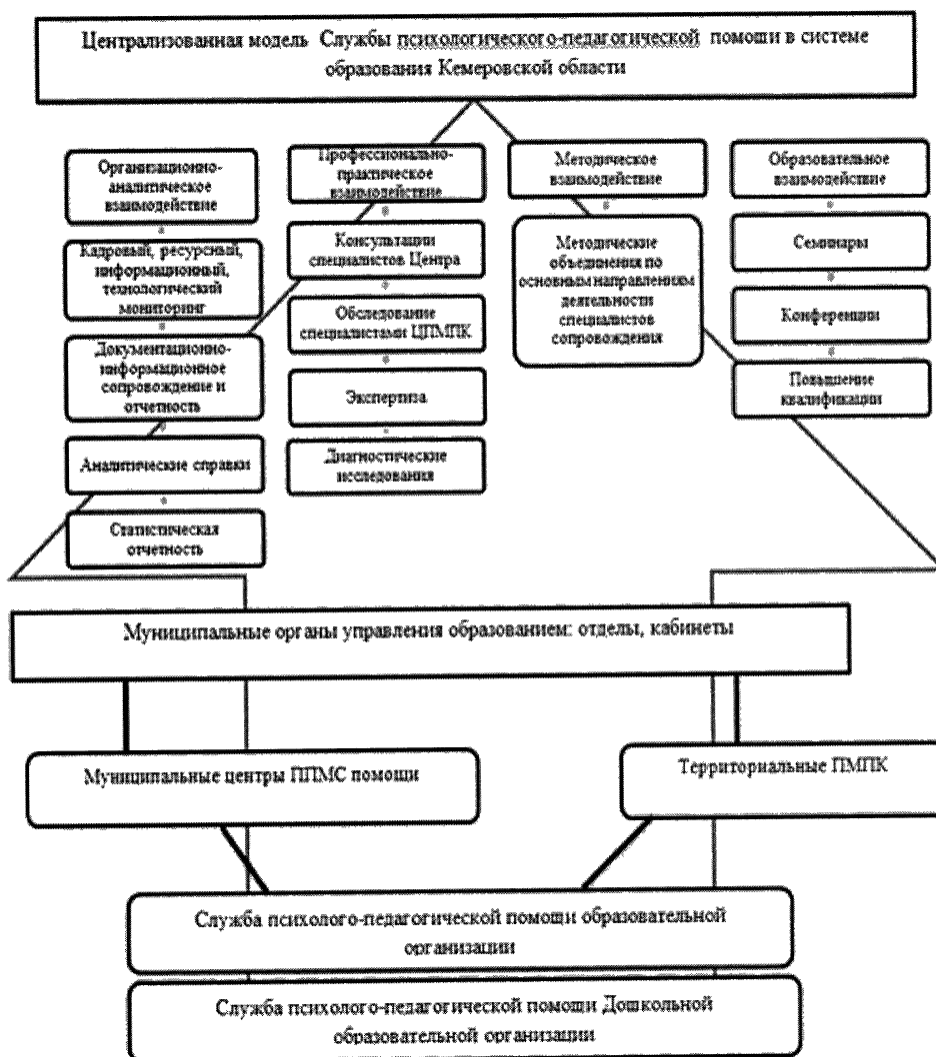 Централизованная модель Службы психологического-педагогической помощи в системе
образования Кемеровской области
Организационно-
аналитическое
взаимодействие
Кадровый, ресурсный,
информационный,
технологический
мониторинг
Документационно-
информационное
сопровождение и
отчетность
Аналитические справки
Статистическая
отчетность
Профессионально-
практическое
взаимодействие
Консультации
специалистов Центра
Обследование
специалистами ЦПМПК
Экспертиза
Диагностические
исследования
Методическое
взаимодействие
Методические
объединения по
основным направлениям
деятельности
специалистов
сопровождения
Образовательное
взаимодействие
Семинары
Конференции
Повышение
квалификации
Муниципальные органы управления образованием: отделы, кабинеты
Муниципальные центры ППМС помощи
Территориальные ПМПК
Служба психолого-педагогической помощи образовательной
организации
Служба психолого-педагогической помощи Дошкольной
образовательной организации